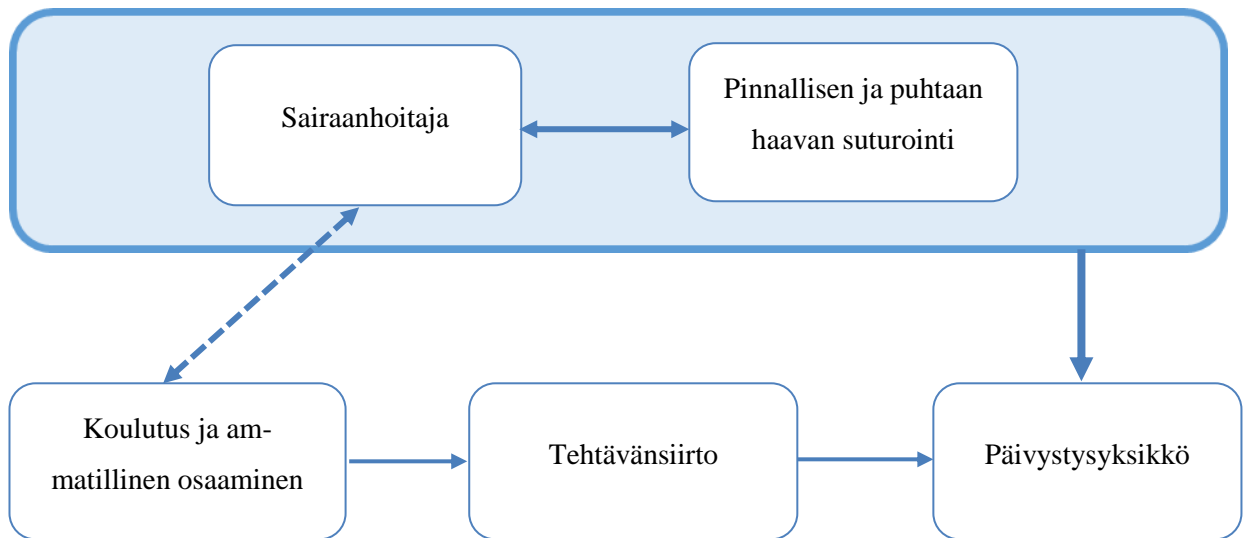 Sairaanhoitaja
Pinnallisen ja puhtaan
haavan suturointi
Koulutus ja am-
matillinen osaaminen
Tehtävänsiirto
Päivystysyksikkö